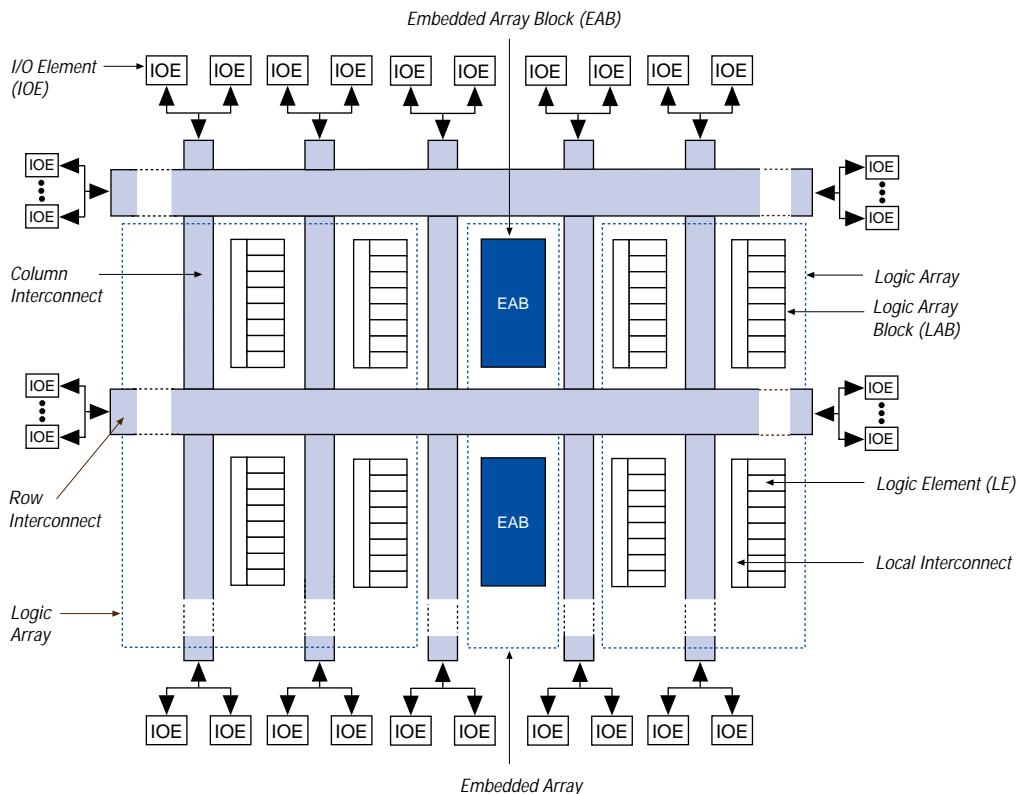 Embedded Array Block (EAB)
I/O Element
(IOE)
IOE IOE IOE IOE IOE IOE IOE IOE IOE IOE
IOE IOE
IOE IOE
Column
Interconnect
EAB
Logic Array
Logic Array
Block (LAB)
IOE IOE
IOE IOE
Row
Interconnect
EAB
Logic Element (LE)
Local Interconnect
Logic
Array
IOE IOE IOE IOE IOE IOE IOE IOE IOE IOE
Embedded Array